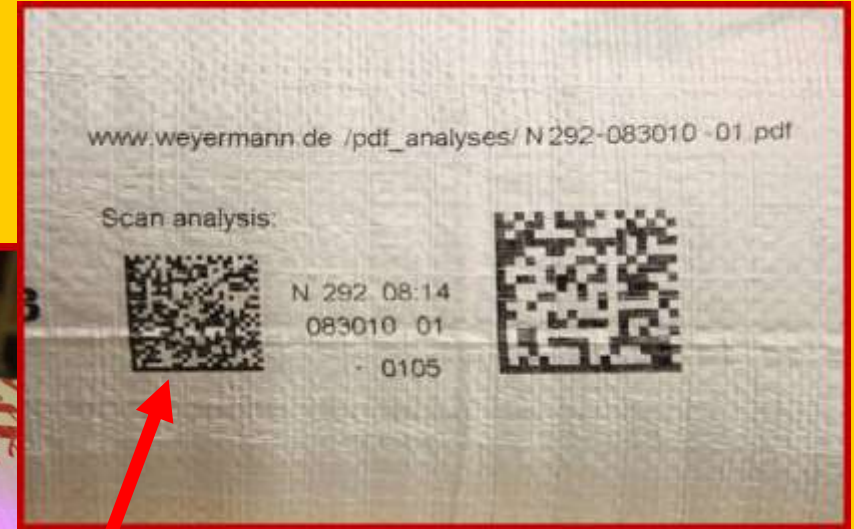 www.weyermann.de /pdf_analyses/ N 292-083010 -01 pdf
Scan analysis:
N 292 08:14
083010 01
- 0105